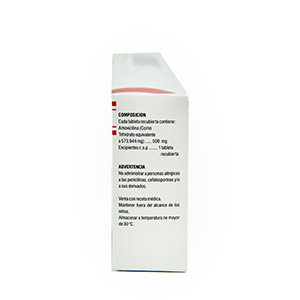 COMPOSICION
Cada tableta recubierta contiene:
Amoxicilina (Como
Trihidrato equivalente
a 573,944 mg) ..... 500 mg
Excipientes c.s.p ....... 1 tableta
recubierta
ADVERTENCIA
No administrar a personas alérgicas
a las penicilinas, cefalosporinas y/o
a sus derivados.
Venta con receta médica.
Mantener fuera del alcance de los
niños.
Almacenar a temperatura no mayor
de 30°C.